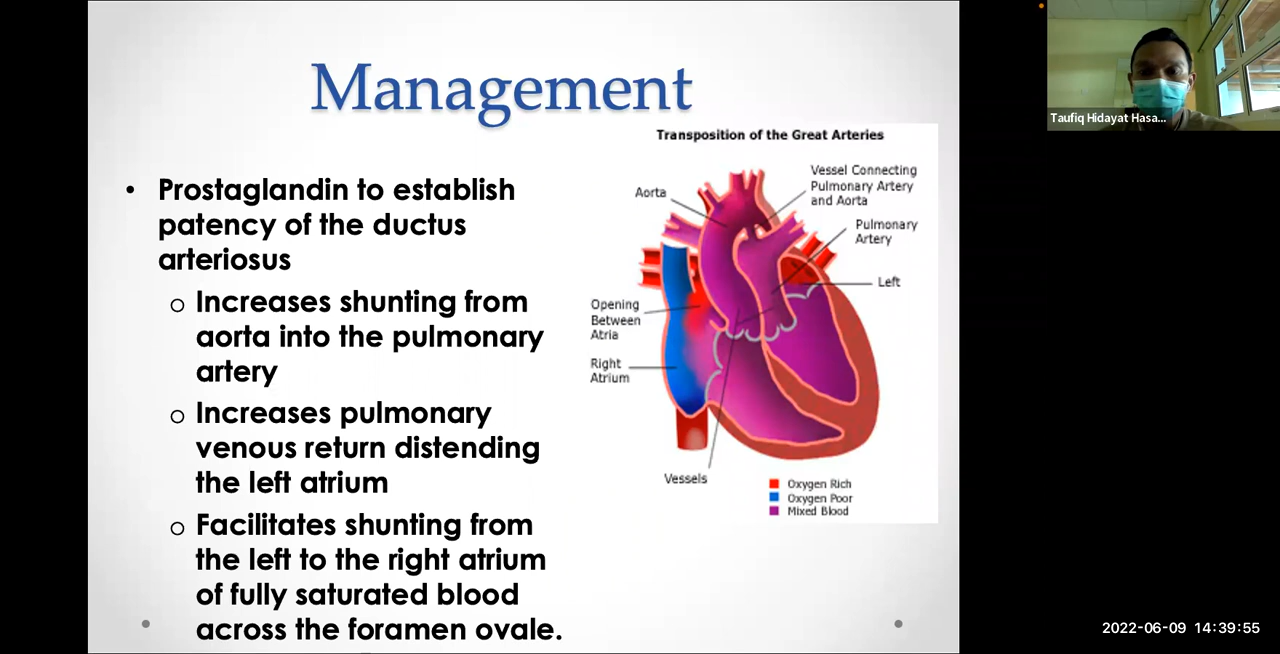 Management
• Prostaglandin to establish
patency of the ductus
arteriosus
o Increases shunting from
aorta into the pulmonary
artery
o Increases pulmonary
venous return distending
the left atrium
o Facilitates shunting from
the left to the right atrium
of fully saturated blood
across the foramen ovale.
Transposition of the Great Arteries
Aorta
Vessel Connecting
Pulmonary Artery
and Aorta
Pulmonary
Artery
Left
Opening
Between
Atria
Right
Atrium
Vessels
Oxygen Rich
Oxygen Poor
Mixed Blood
Taufiq Hidayat Hasa...
2022-06-09 14:39:55